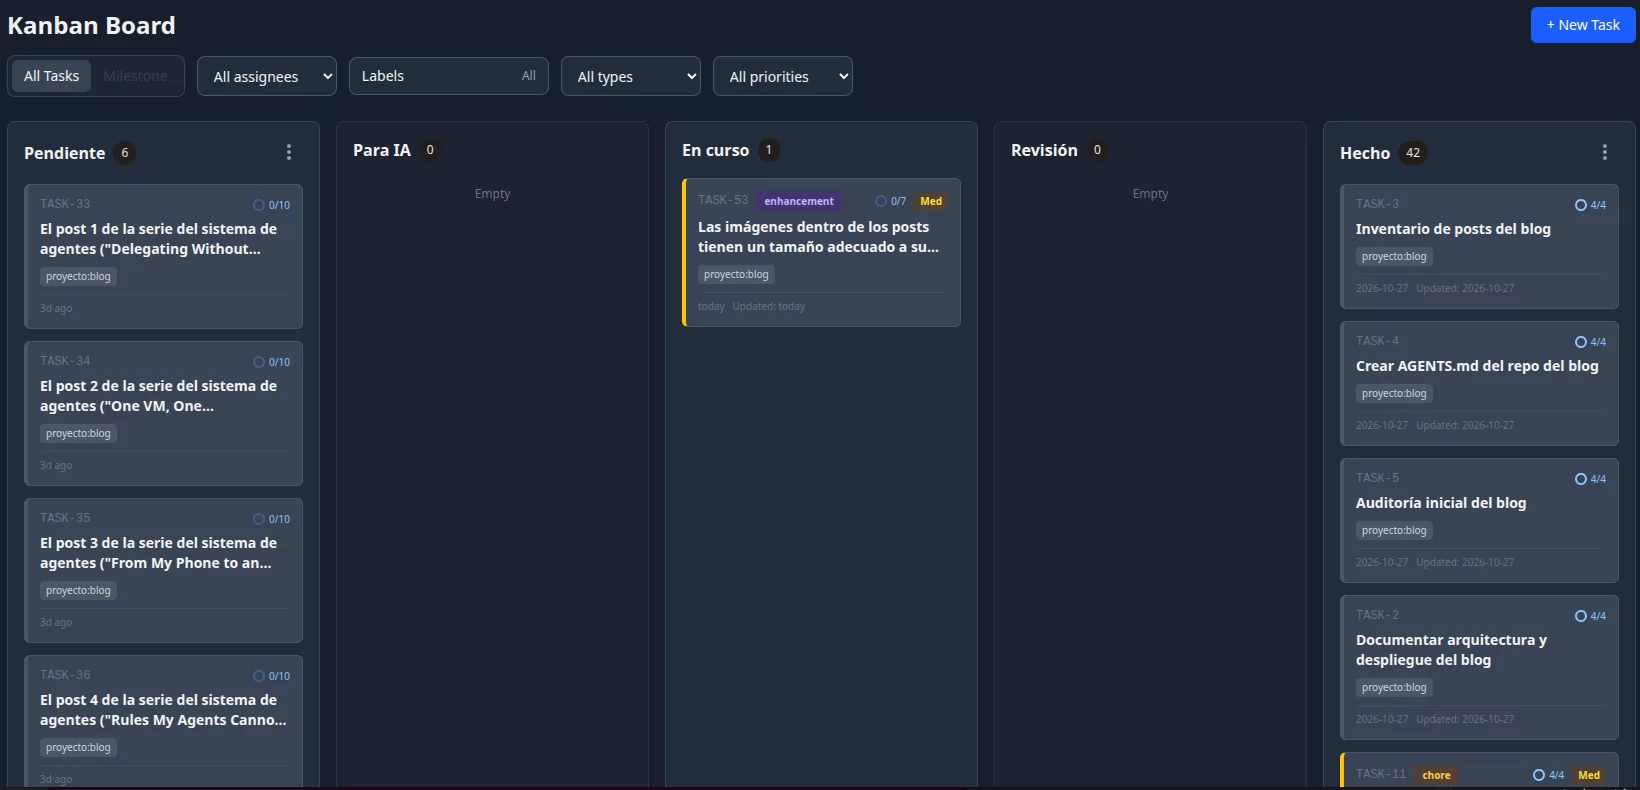 Kanban Board
+ New Task
All Tasks
Milestone
All assignees
Labels
All
All types
All priorities
Pendiente
6
TASK-33
0/10
El post 1 de la serie del sistema de
agentes ("Delegating Without...
proyecto:blog
3d ago
TASK-34
0/10
El post 2 de la serie del sistema de
agentes ("One VM, One...
proyecto:blog
3d ago
TASK-35
0/10
El post 3 de la serie del sistema de
agentes ("From My Phone to an...
proyecto:blog
3d ago
TASK-36
0/10
El post 4 de la serie del sistema de
agentes ("Rules My Agents Canno...
proyecto:blog
3d ago
Para IA
0
Empty
En curso
1
TASK-53
enhancement
0/7
Med
Las imágenes dentro de los posts
tienen un tamaño adecuado a su...
proyecto:blog
today Updated: today
Revisión
0
Empty
Hecho
42
TASK-3
4/4
Inventario de posts del blog
proyecto:blog
2026-10-27 Updated: 2026-10-27
TASK-4
4/4
Crear AGENTS.md del repo del blog
proyecto:blog
2026-10-27 Updated: 2026-10-27
TASK-5
4/4
Auditoría inicial del blog
proyecto:blog
2026-10-27 Updated: 2026-10-27
TASK-2
4/4
Documentar arquitectura y
despliegue del blog
proyecto:blog
2026-10-27 Updated: 2026-10-27
TASK-11
chore
4/4
Med